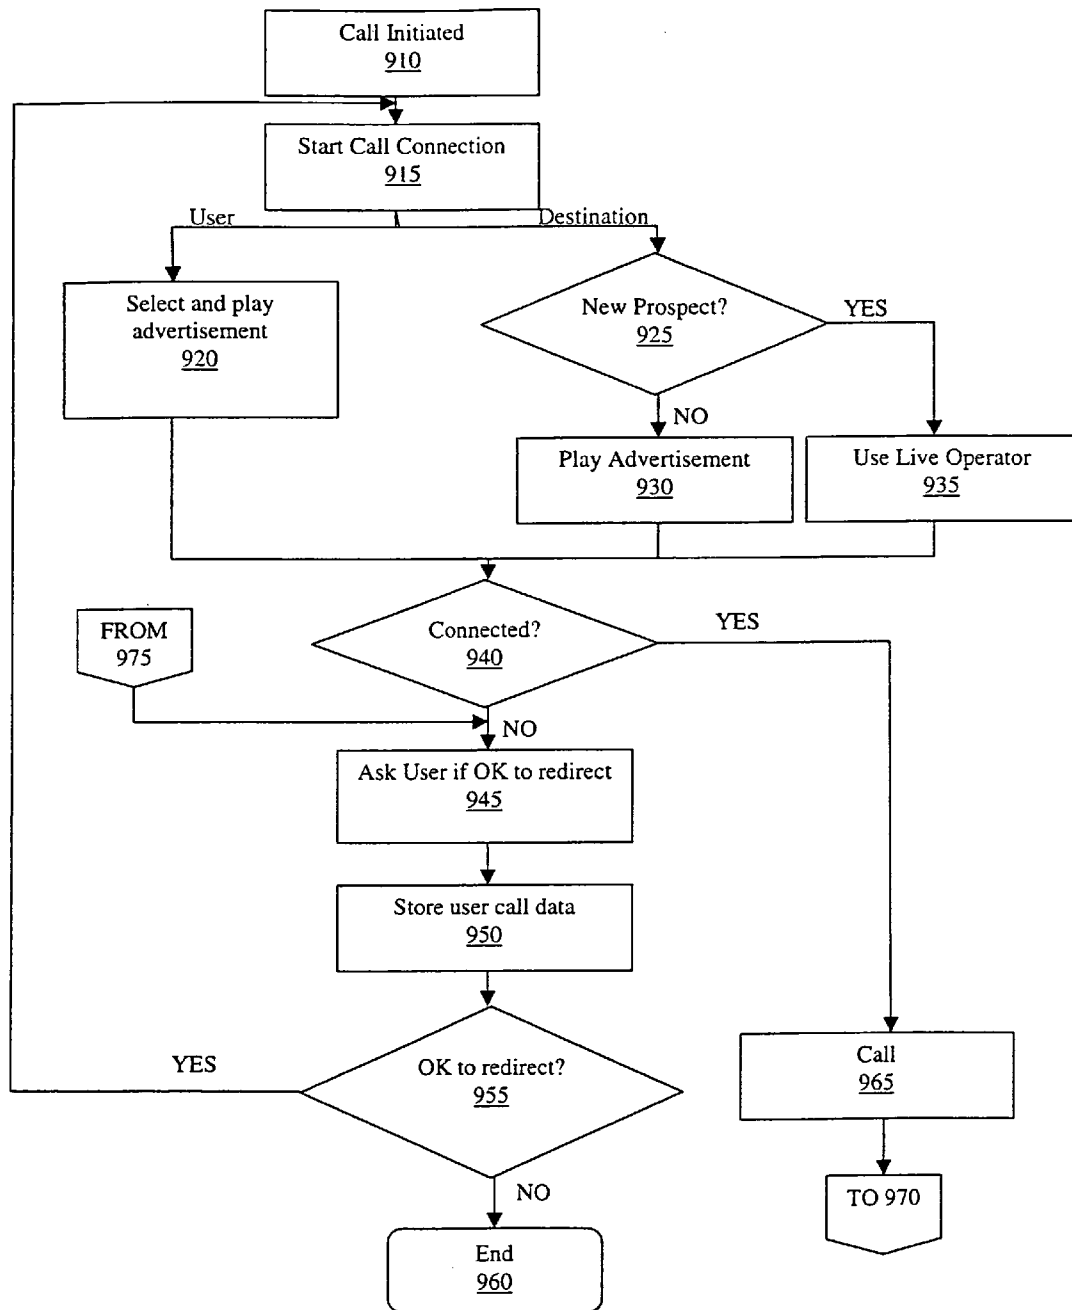 Call Initiated
910
Start Call Connection
915
User
Destination
Select and play
advertisement
920
New Prospect?
925
YES
NO
Play Advertisement
930
Use Live Operator
935
FROM
975
Connected?
940
YES
NO
Ask User if OK to redirect
945
Store user call data
950
YES
OK to redirect?
955
Call
965
NO
TO 970
End
960